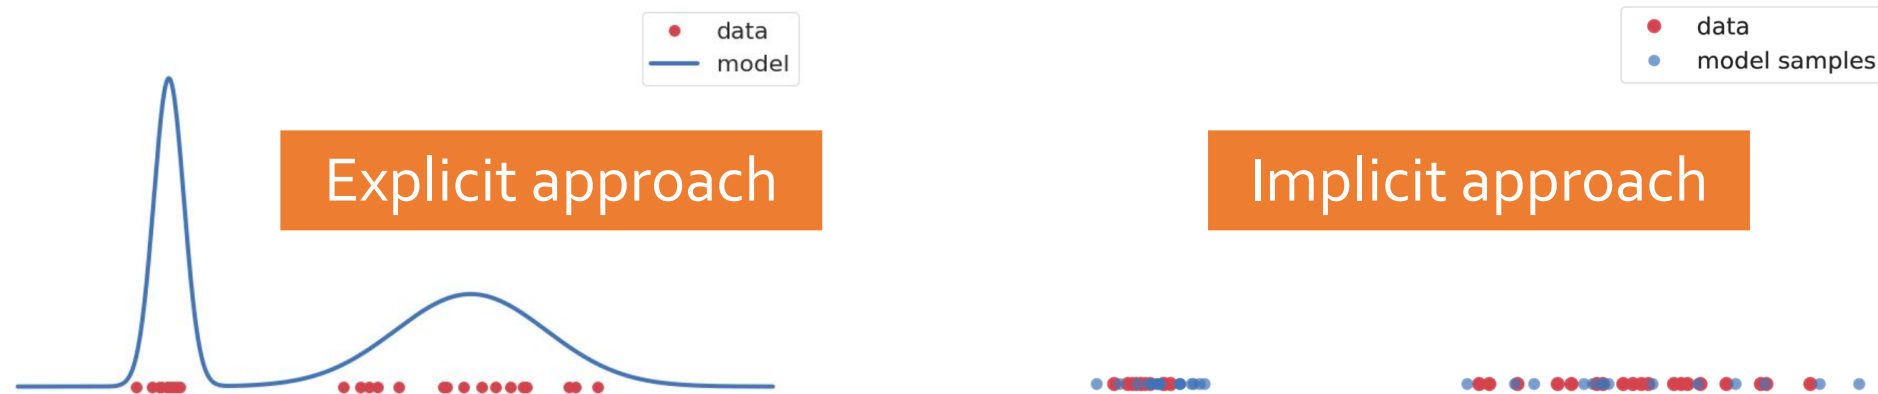 data
model
Explicit approach
data
model samples
Implicit approach